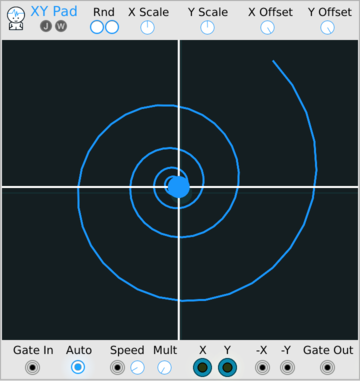 XY Pad
J W
Rnd
X Scale
Y Scale
X Offset
Y Offset
Gate In
Auto
Speed
Mult
X
Y
-X
-Y
Gate Out